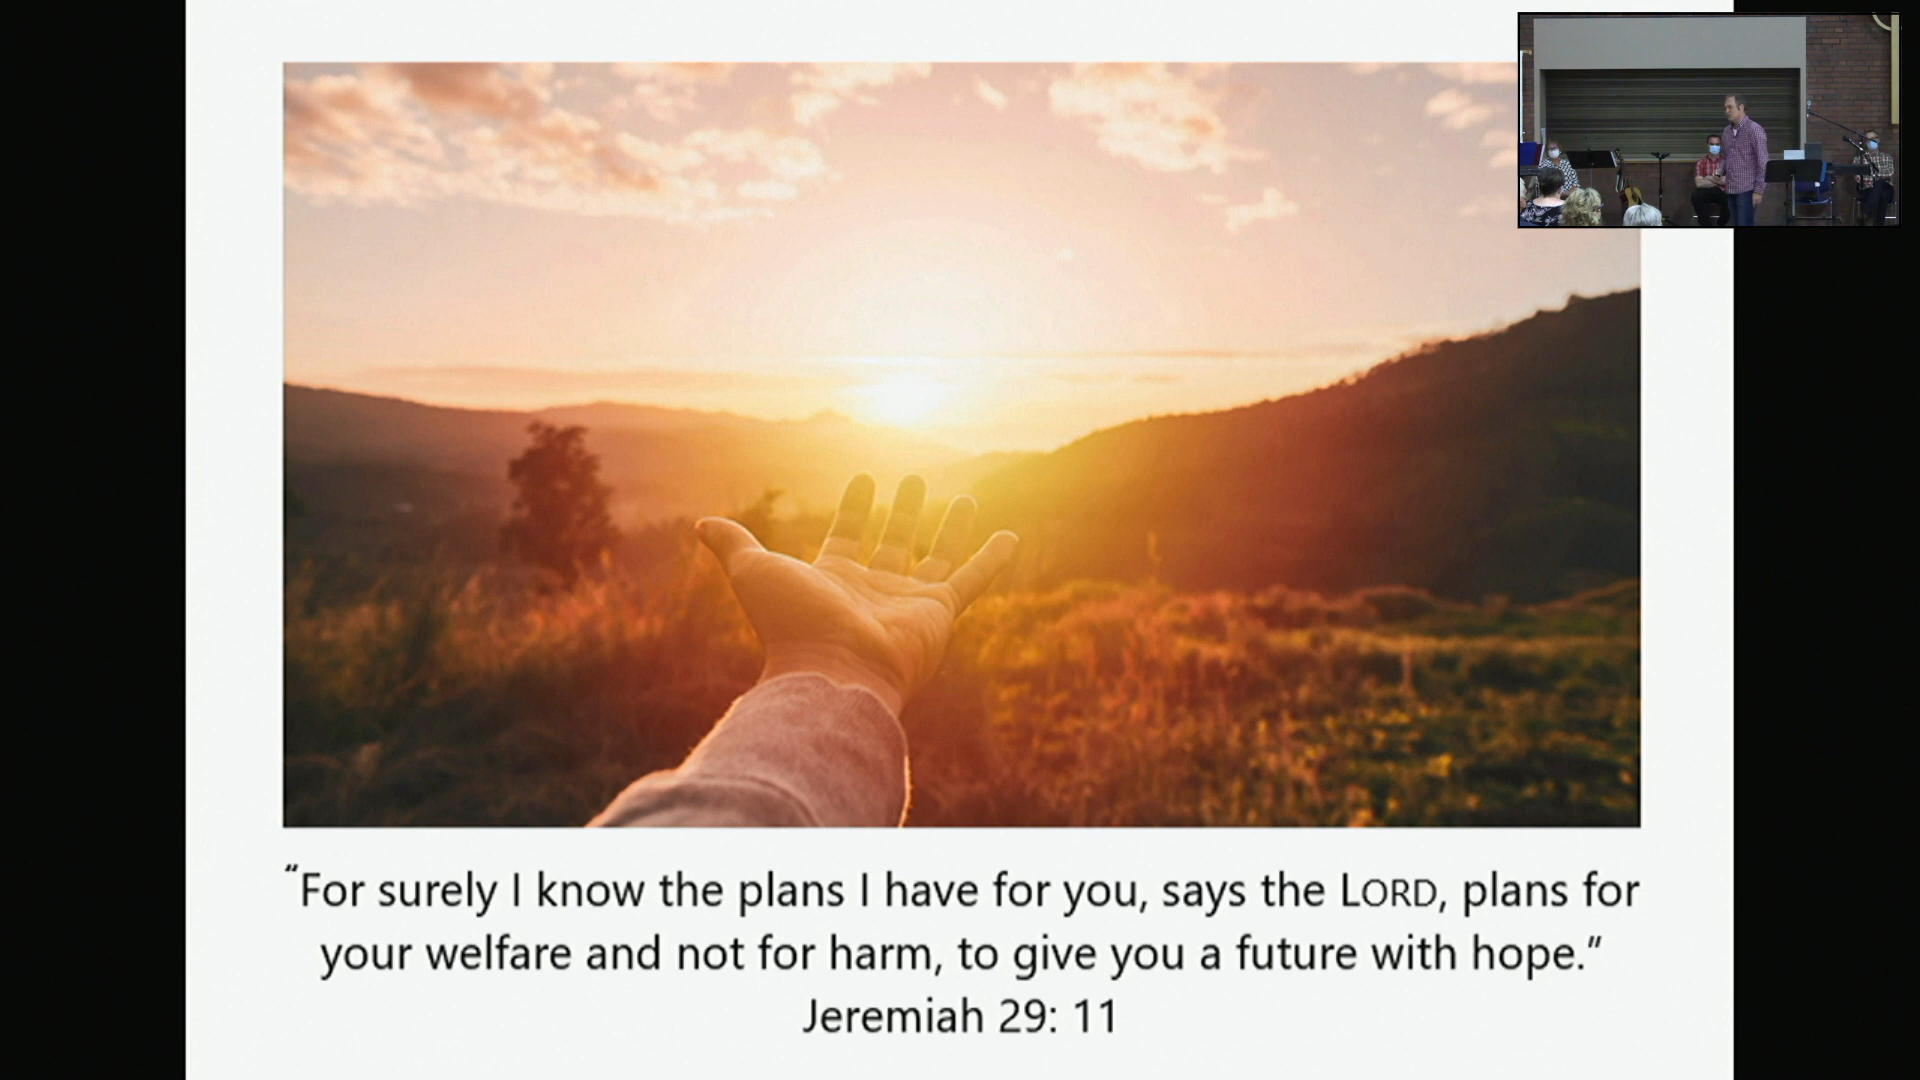 “For surely I know the plans I have for you, says the LORD, plans for
your welfare and not for harm, to give you a future with hope.”
Jeremiah 29: 11